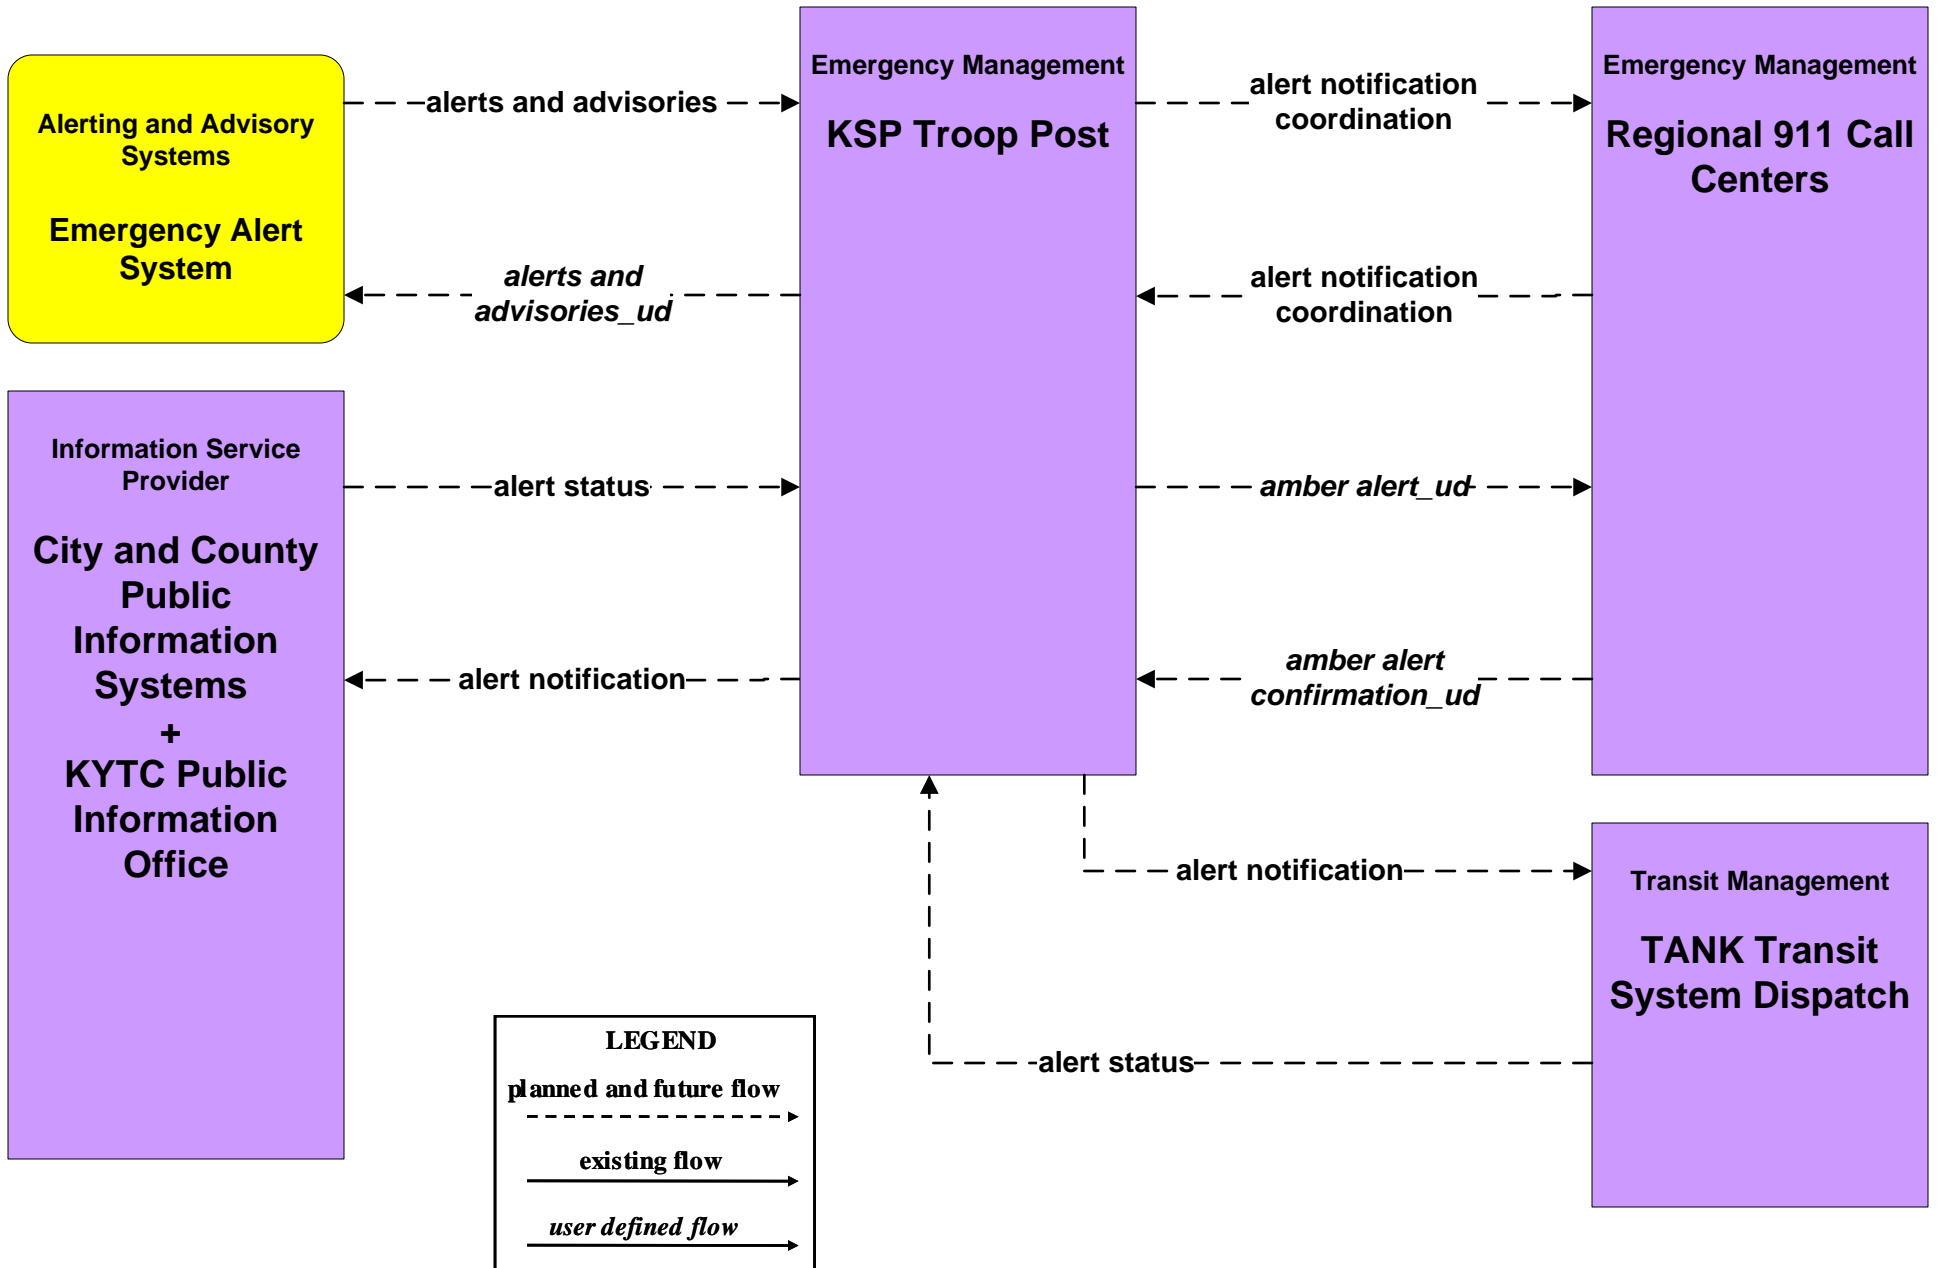 Alerting and Advisory
Systems
Emergency Alert
System
alerts and advisories
alerts and
advisories_ud
Information Service
Provider
City and County
Public
Information
Systems
+
KYTC Public
Information
Office
alert status
alert notification
Emergency Management
KSP Troop Post
alert notification
coordination
alert notification
coordination
amber alert_ud
amber alert
confirmation_ud
Emergency Management
Regional 911 Call
Centers
alert notification
alert status
Transit Management
TANK Transit
System Dispatch
LEGEND
planned and future flow
existing flow
user defined flow